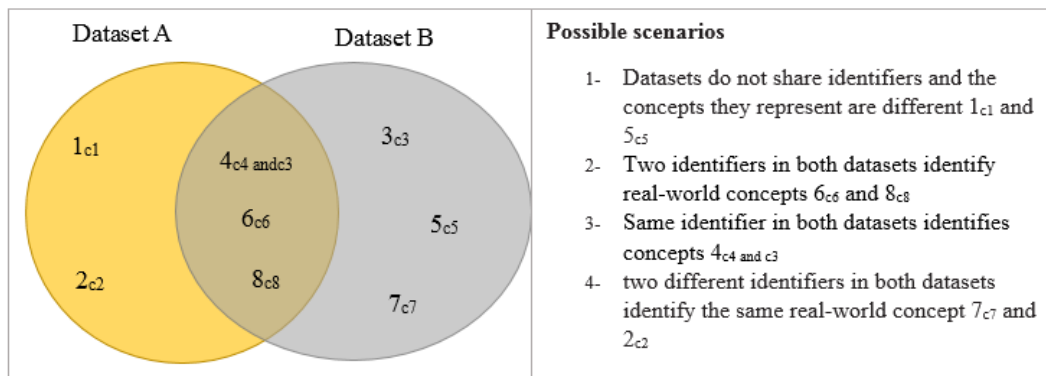 Dataset A
Dataset B
1c1
2c2
4c4 andc3
6c6
8c8
3c3
5c5
7c7
Possible scenarios
1- Datasets do not share identifiers and the
concepts they represent are different 1c1 and
5c5
2- Two identifiers in both datasets identify
real-world concepts 6c6 and 8c8
3- Same identifier in both datasets identifies
concepts 4c4 and c3
4- two different identifiers in both datasets
identify the same real-world concept 7c7 and
2c2